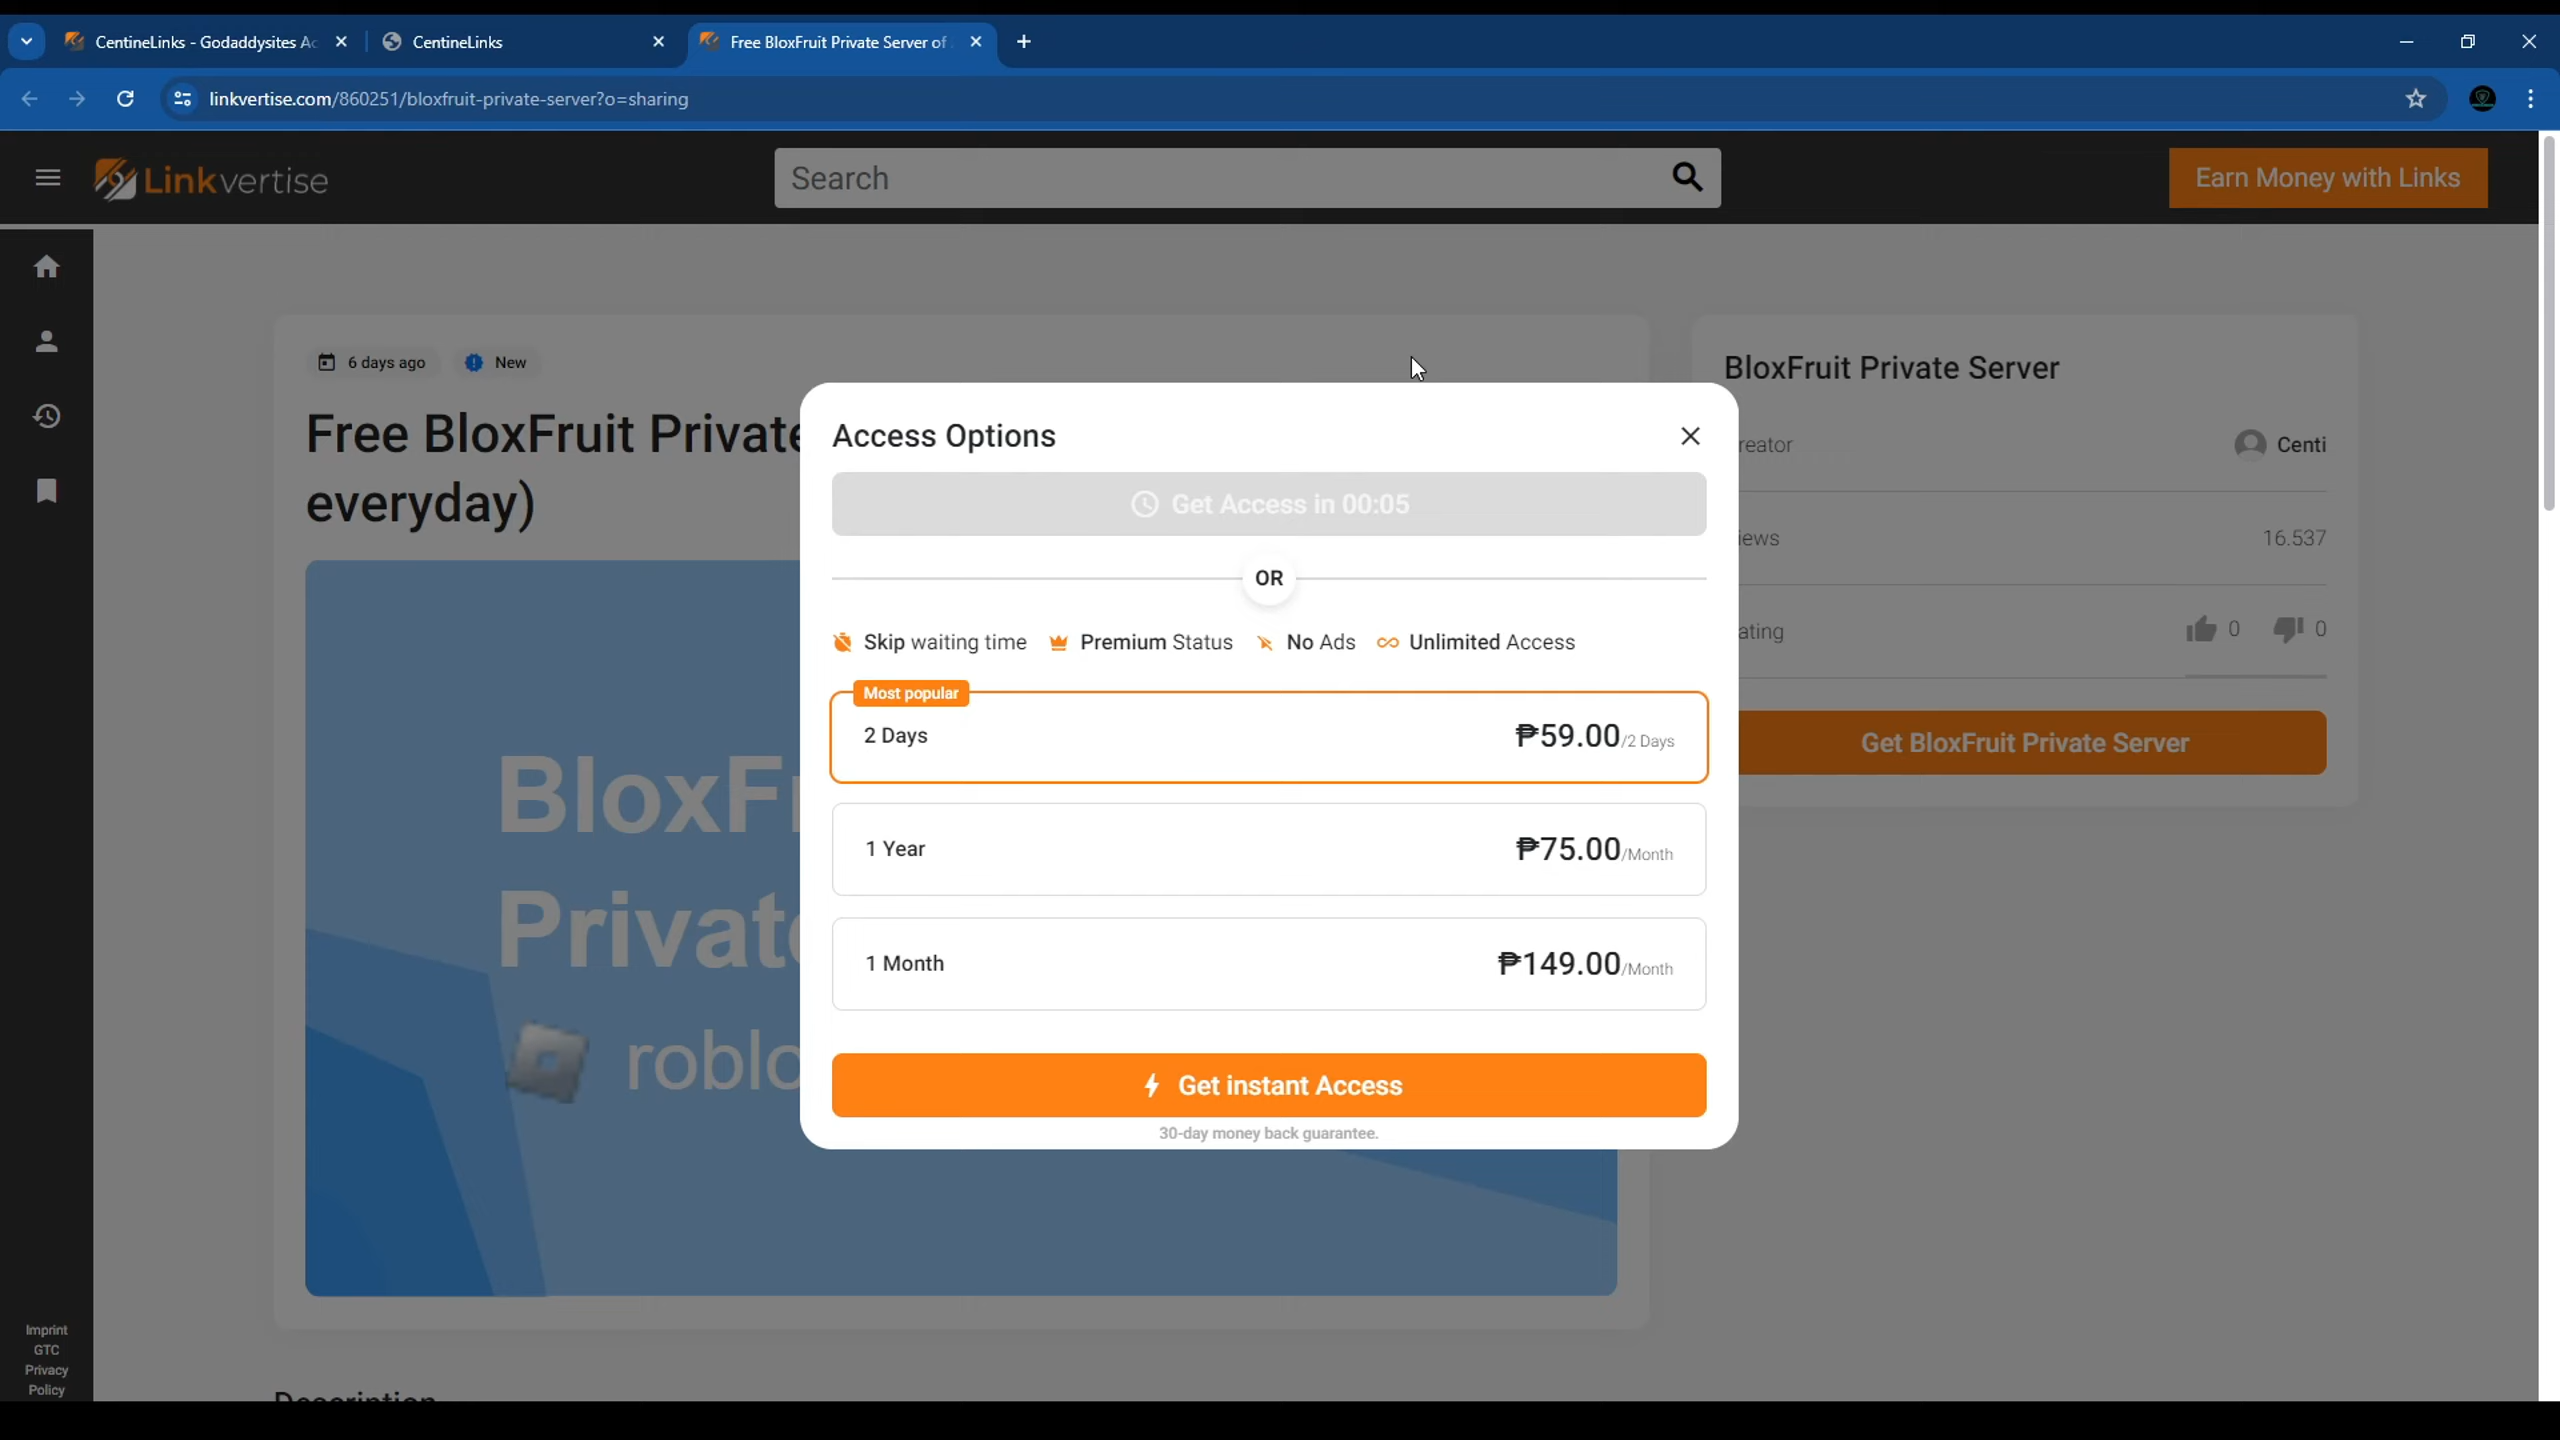 CentineLinks - Godaddysites Ac
CentineLinks
Free BloxFruit Private Server of
linkvertise.com/860251/bloxfruit-private-server?o=sharing
Linkvertise
Search
Earn Money with Links
6 days ago
New
Free BloxFruit Private
everyday)
BloxFr
Private
roblo
Access Options
Get Access in 00:05
OR
Skip waiting time
Premium Status
No Ads
Unlimited Access
Most popular
2 Days
₱59.00/2 Days
1 Year
₱75.00/Month
1 Month
₱149.00/Month
Get instant Access
30-day money back guarantee.
BloxFruit Private Server
reator
Centi
iews
16.537
ating
0
0
Get BloxFruit Private Server
Imprint
GTC
Privacy
Policy
Description